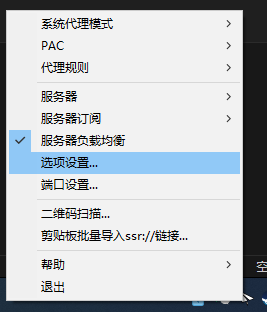 系统代理模式
PAC
代理规则
服务器
服务器订阅
服务器负载均衡
选项设置...
端口设置...
二维码扫描...
剪贴板批量导入ssr://链接...
帮助
退出
空